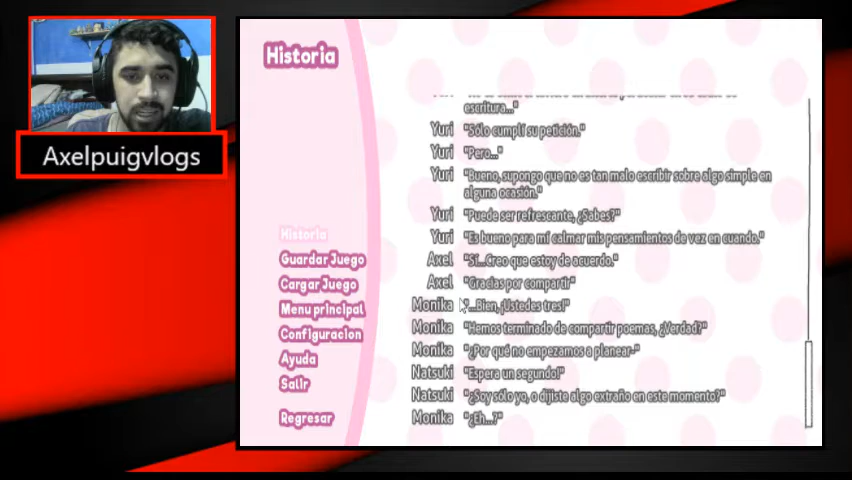 Historia
escritura..."
Yuri "Sólo cumplí su petición."
Yuri "Pero..."
Yuri "Bueno, supongo que no es tan malo escribir sobre algo simple en
alguna ocasión."
Yuri "Puede ser refrescante, ¿Sabes?"
Yuri "Es bueno para mí calmar mis pensamientos de vez en cuando."
Axel "Sí...Creo que estoy de acuerdo."
Axel "Gracias por compartir"
Monika "...Bien, ¡Ustedes tres!"
Monika "Hemos terminado de compartir poemas, ¿Verdad?"
Monika "¿Por qué no empezamos a planear-"
Natsuki "Espera un segundo!"
Natsuki "¿Soy sólo yo, o dijiste algo extraño en este momento?"
Monika "¿Eh...?"
Historia
Guardar Juego
Cargar Juego
Menu principal
Configuracion
Ayuda
Salir
Regresar
Axelpuigvlogs